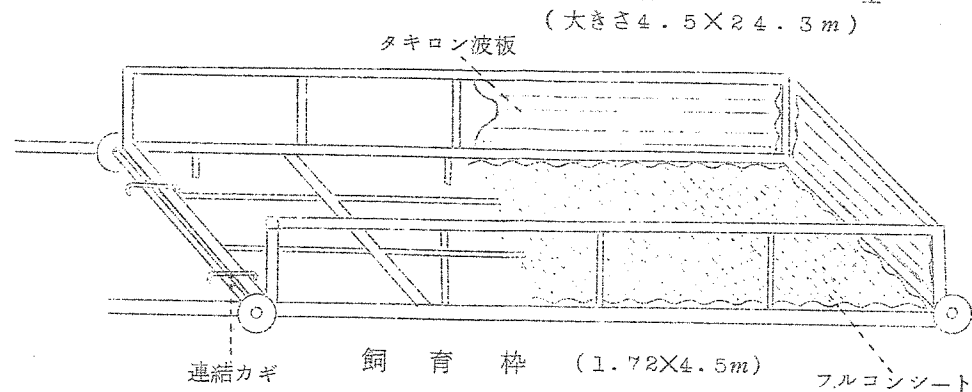 (大きさ4.5×24.3m)
タキロン波板
連結カギ
飼育枠 (1.72×4.5m)
フルコンシート